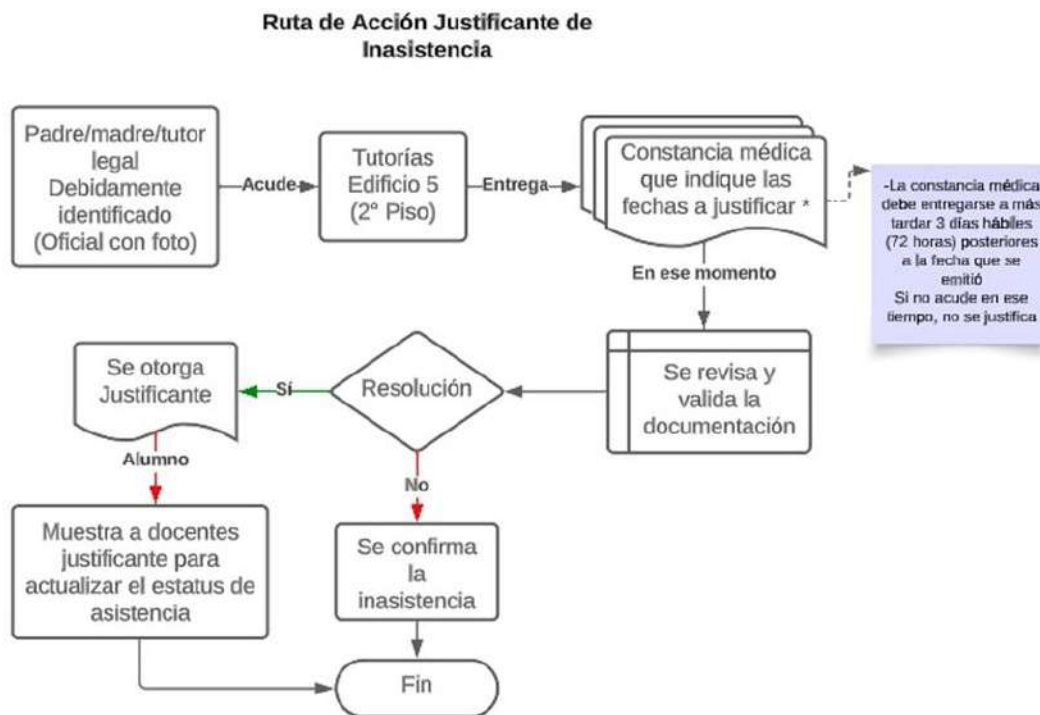 Ruta de Acción Justificante de
Inasistencia
Padre/madre/tutor
legal
Debidamente
identificado
(Oficial con foto)
Acude
Tutorías
Edificio 5
(2º Piso)
Entrega
Constancia médica
que indique las
fechas a justificar *
-La constancia médica
debe entregarse a más
tardar 3 días hábiles
(72 horas) posteriores
a la fecha que se
emitió
Si no acude en ese
tiempo, no se justifica
En ese momento
Se revisa y
valida la
documentación
Resolución
Sí
Se otorga
Justificante
Alumno
Muestra a docentes
justificante para
actualizar el estatus de
asistencia
No
Se confirma
la
inasistencia
Fin